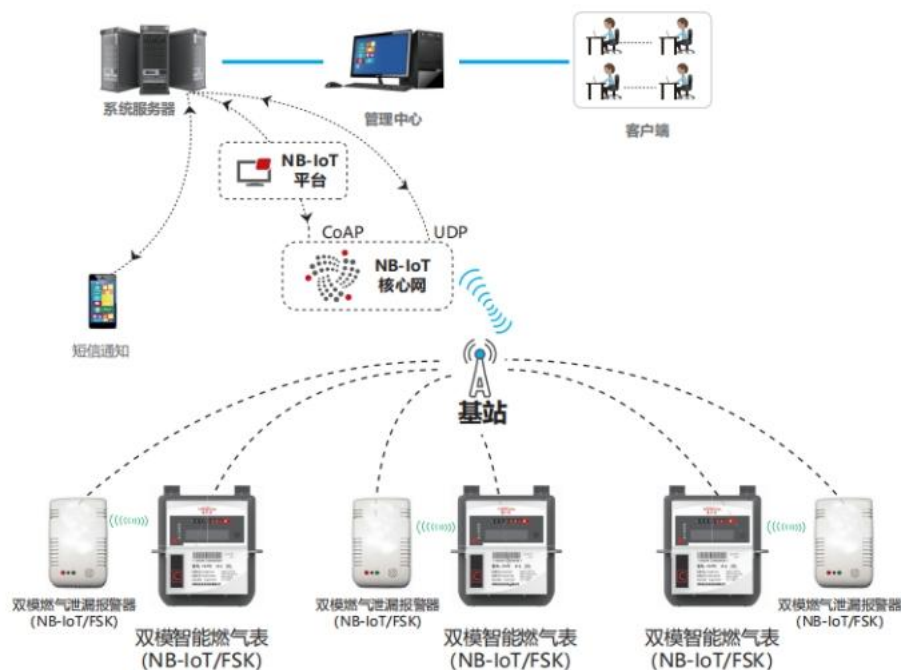 系统服务器
管理中心
客户端
NB-IoT
平台
CoAP
UDP
NB-IoT
核心网
短信通知
基站
双模燃气泄漏报警器
(NB-IoT/FSK)
双模智能燃气表
(NB-IoT/FSK)
双模燃气泄漏报警器
(NB-IoT/FSK)
双模智能燃气表
(NB-IoT/FSK)
双模智能燃气表
(NB-IoT/FSK)
双模燃气泄漏报警器
(NB-IoT/FSK)